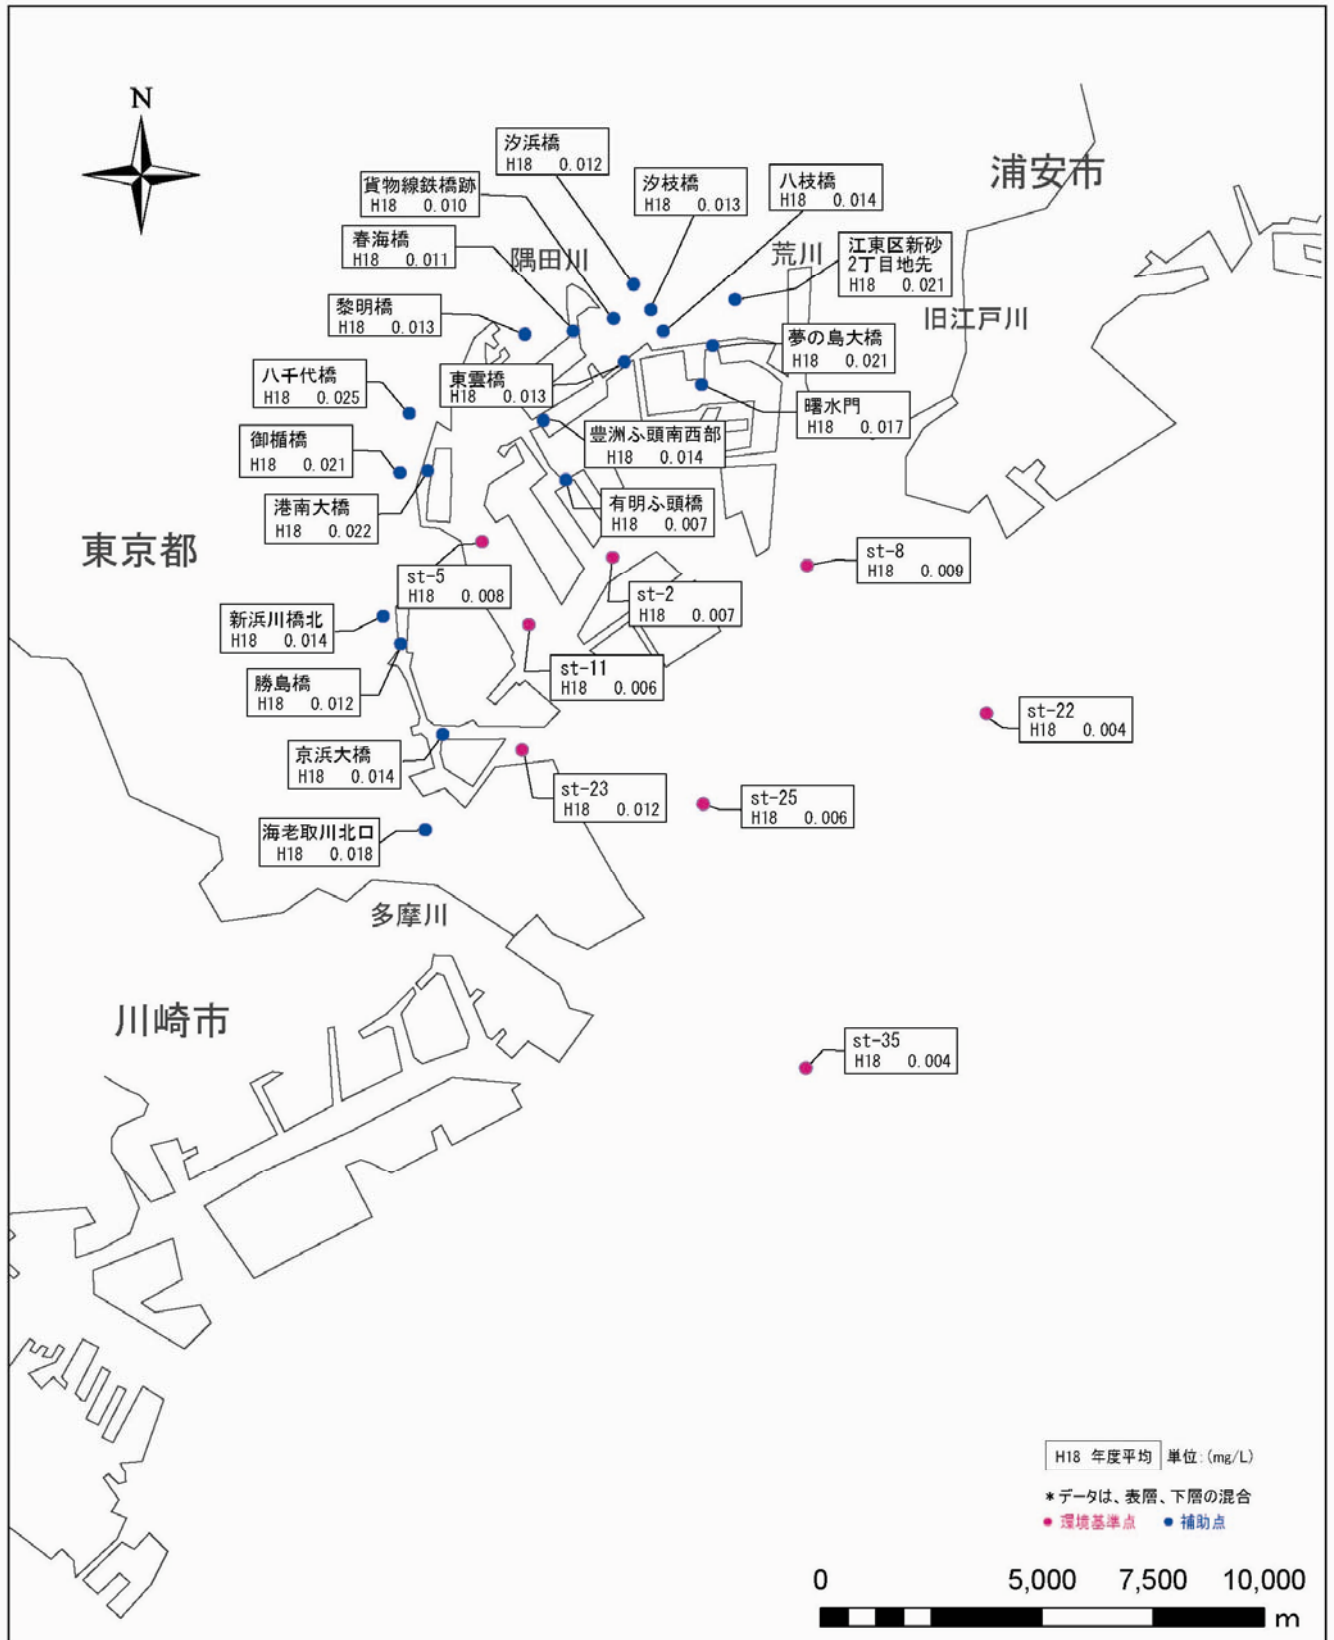 N
汐浜橋
H18 0.012
貨物線鉄橋跡
H18 0.010
汐枝橋
H18 0.013
八枝橋
H18 0.014
浦安市
春海橋
H18 0.011
隅田川
荒川
江東区新砂
2丁目地先
H18 0.021
黎明橋
H18 0.013
旧江戸川
夢の島大橋
H18 0.021
八千代橋
H18 0.025
東雲橋
H18 0.013
曙水門
H18 0.017
御楯橋
H18 0.021
豊洲ふ頭南西部
H18 0.014
港南大橋
H18 0.022
有明ふ頭橋
H18 0.007
東京都
st-8
H18 0.009
st-5
H18 0.008
st-2
H18 0.007
新浜川橋北
H18 0.014
st-11
H18 0.006
勝島橋
H18 0.012
st-22
H18 0.004
京浜大橋
H18 0.014
st-23
H18 0.012
st-25
H18 0.006
海老取川北口
H18 0.018
多摩川
川崎市
st-35
H18 0.004
H18 年度平均 単位:(mg/L)
*データは、表層、下層の混合
環境基準点 補助点
0 5,000 7,500 10,000
m